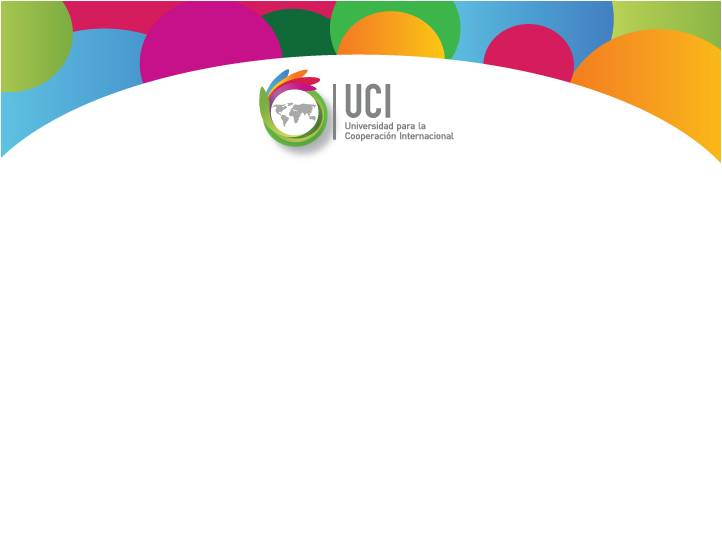 UCI
Universidad para la
Cooperación Internacional